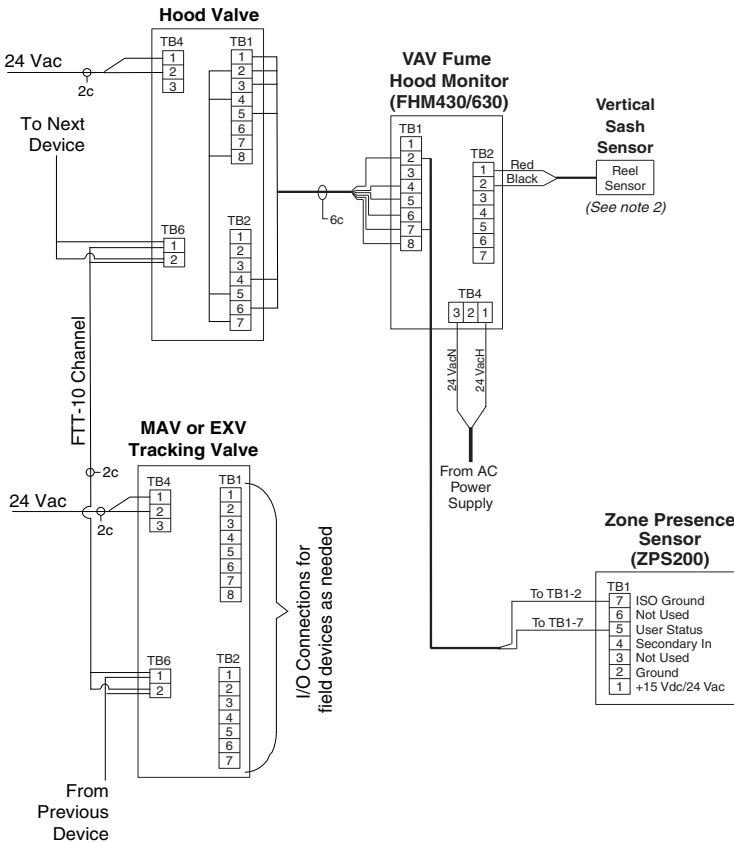 Hood Valve
TB4
1
2
3
TB1
1
2
3
4
5
6
7
8
24 Vac
2c
To Next
Device
TB6
1
2
TB2
1
2
3
4
5
6
7
6c
VAV Fume
Hood Monitor
(FHM430/630)
TB1
1
2
3
4
5
6
7
8
TB2
1
2
3
4
5
6
7
Red
Black
Vertical
Sash
Sensor
Reel
Sensor
(See note 2)
TB4
3 2 1
24 VacN
24 VacH
From AC
Power
Supply
FTT-10 Channel
2c
MAV or EXV
Tracking Valve
24 Vac
2c
TB4
1
2
3
TB1
1
2
3
4
5
6
7
8
TB6
1
2
TB2
1
2
3
4
5
6
7
I/O Connections for
field devices as needed
From
Previous
Device
Zone Presence
Sensor
(ZPS200)
To TB1-2
To TB1-7
TB1
7 ISO Ground
6 Not Used
5 User Status
4 Secondary In
3 Not Used
2 Ground
1 +15 Vdc/24 Vac